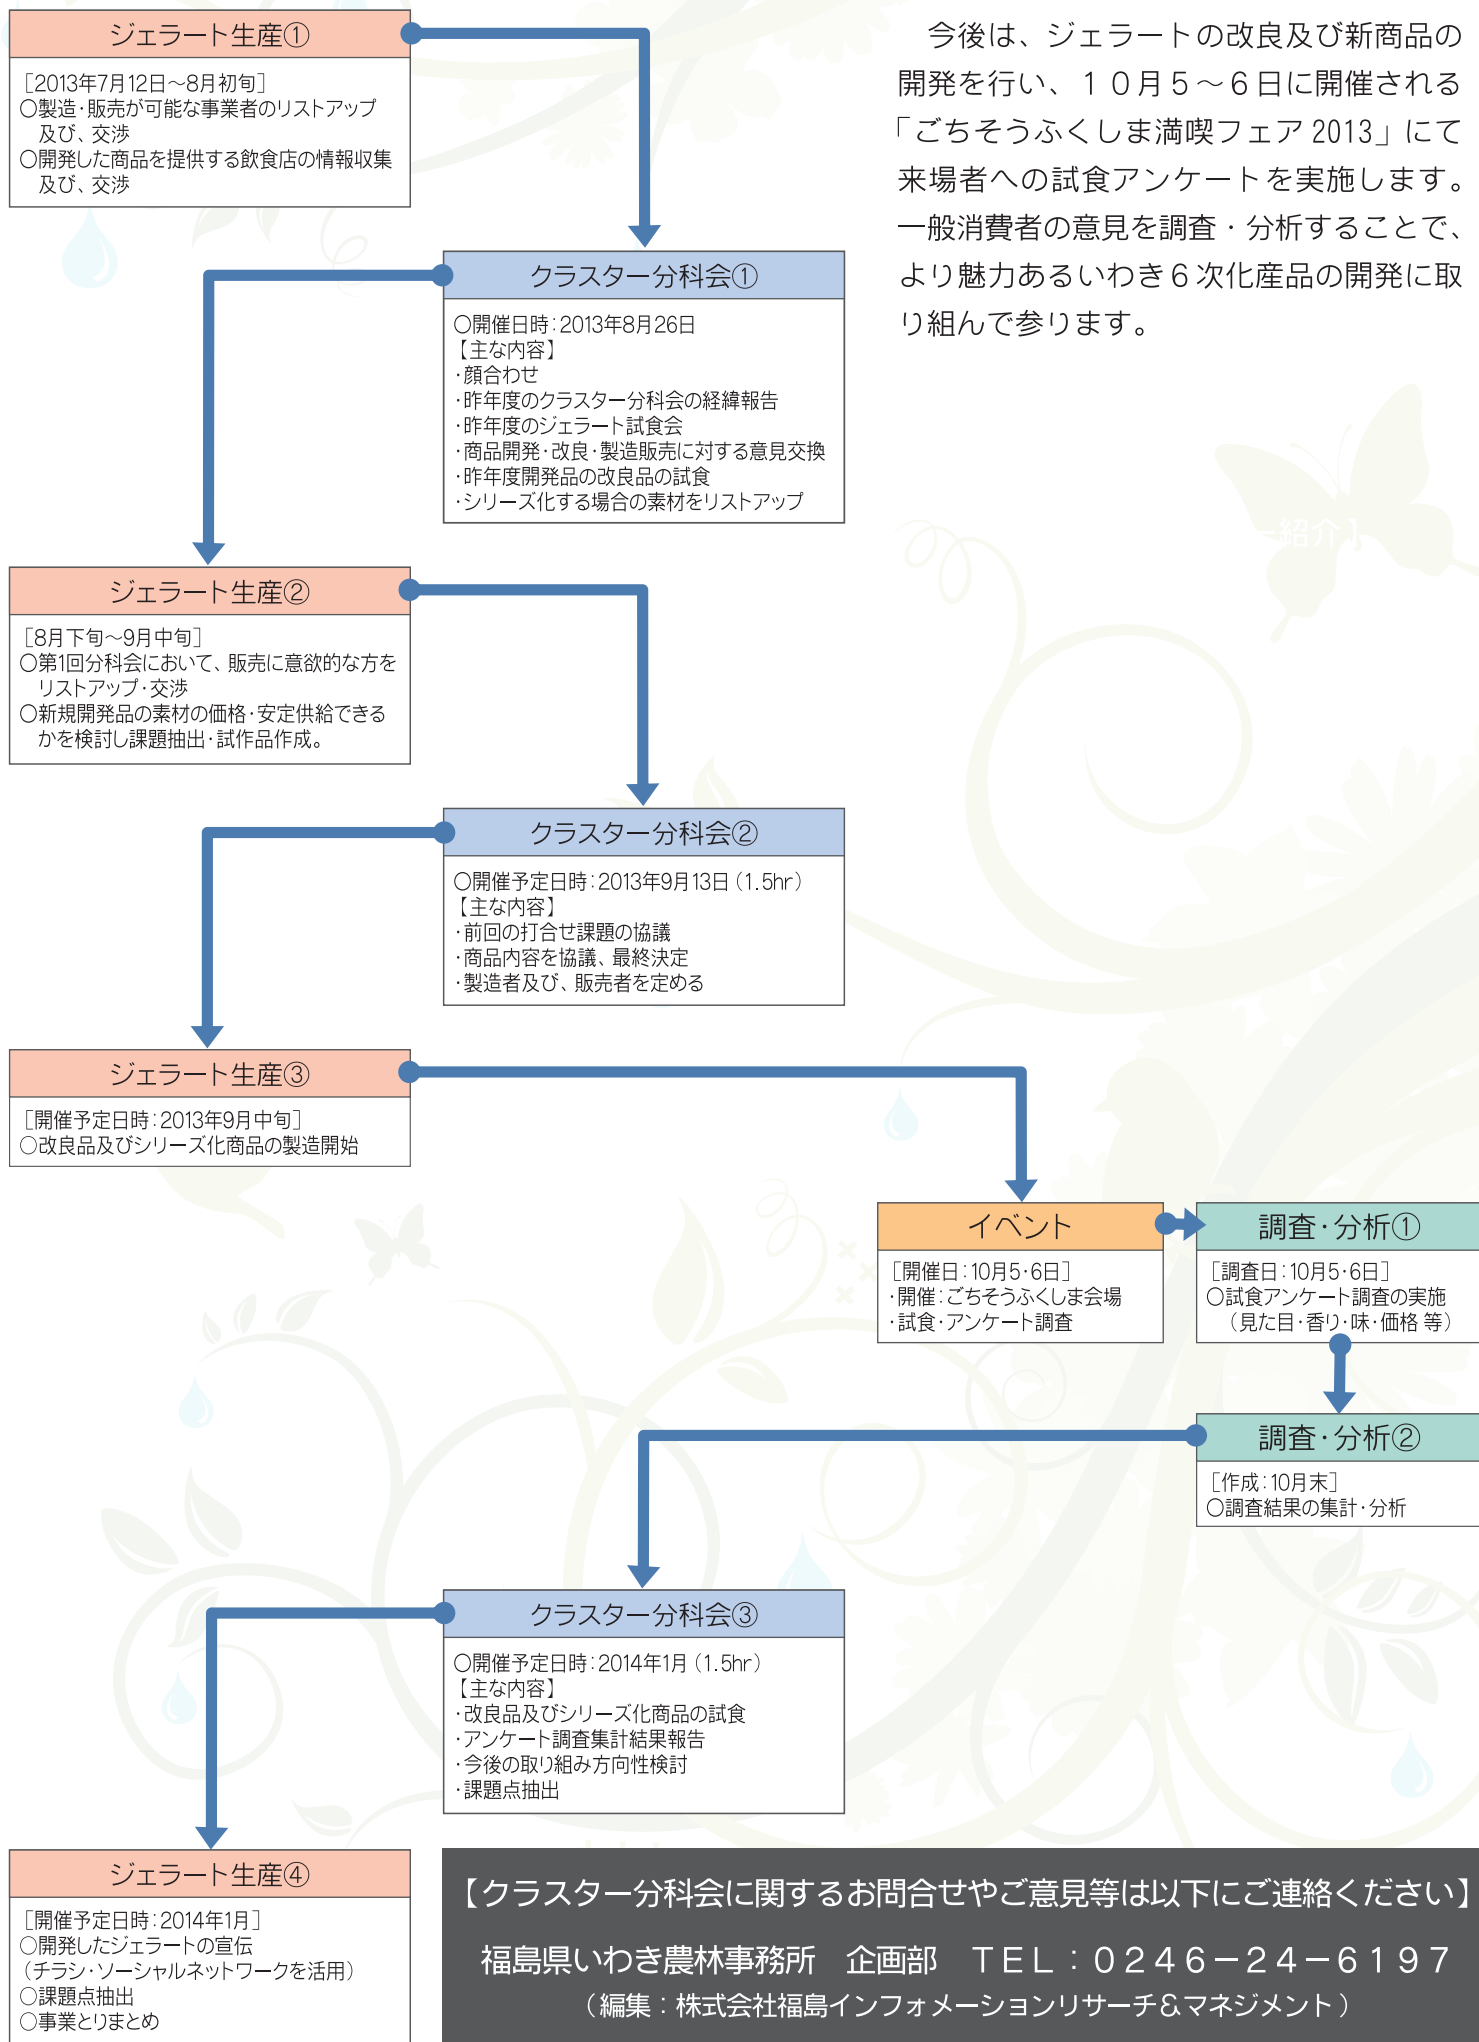 ジェラート生産①
［2013年7月12日～8月初旬］
○製造・販売が可能な事業者のリストアップ
及び、交渉
○開発した商品を提供する飲食店の情報収集
及び、交渉
今後は、ジェラートの改良及び新商品の
開発を行い、１０月５～６日に開催される
「ごちそうふくしま満喫フェア 2013」にて
来場者への試食アンケートを実施します。
一般消費者の意見を調査・分析することで、
より魅力あるいわき６次化産品の開発に取
り組んで参ります。
クラスター分科会①
○開催日時：2013年8月26日
【主な内容】
・顔合わせ
・昨年度のクラスター分科会の経緯報告
・昨年度のジェラート試食会
・商品開発・改良・製造販売に対する意見交換
・昨年度開発品の改良品の試食
・シリーズ化する場合の素材をリストアップ
ー紹介】
ジェラート生産②
［8月下旬～9月中旬］
○第1回分科会において、販売に意欲的な方を
リストアップ・交渉
○新規開発品の素材の価格・安定供給できる
かを検討し課題抽出・試作品作成。
クラスター分科会②
○開催予定日時：2013年9月13日（1.5hr）
【主な内容】
・前回の打合せ課題の協議
・商品内容を協議、最終決定
・製造者及び、販売者を定める
ジェラート生産③
［開催予定日時：2013年9月中旬］
○改良品及びシリーズ化商品の製造開始
イベント
［開催日：10月5・6日］
・開催：ごちそうふくしま会場
・試食・アンケート調査
調査・分析①
［調査日：10月5・6日］
○試食アンケート調査の実施
（見た目・香り・味・価格 等）
調査・分析②
［作成：10月末］
○調査結果の集計・分析
クラスター分科会③
○開催予定日時：2014年1月（1.5hr）
【主な内容】
・改良品及びシリーズ化商品の試食
・アンケート調査集計結果報告
・今後の取り組み方向性検討
・課題点抽出
ジェラート生産④
［開催予定日時：2014年1月］
○開発したジェラートの宣伝
（チラシ・ソーシャルネットワークを活用）
○課題点抽出
○事業とりまとめ
【クラスター分科会に関するお問合せやご意見等は以下にご連絡ください】
福島県いわき農林事務所　企画部　ＴＥＬ：０２４６－２４－６１９７
（編集：株式会社福島インフォメーションリサーチ＆マネジメント）